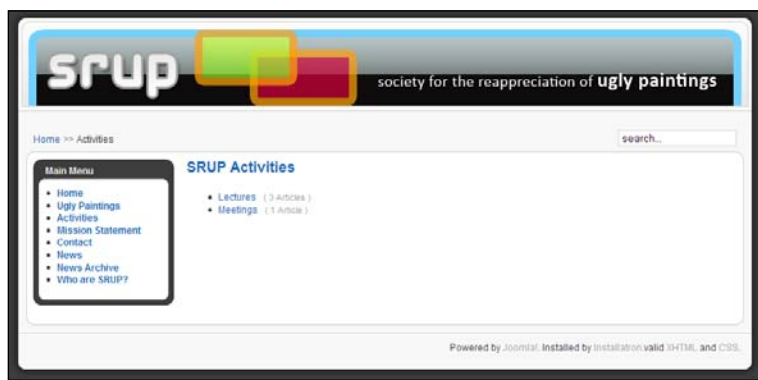 srup
society for the reappreciation of ugly paintings
Home >> Activities
search...
Main Menu
Home
Ugly Paintings
Activities
Mission Statement
Contact
News
News Archive
Who are SRUP?
SRUP Activities
Lectures ( 3 Articles )
Meetings ( 1 Article )
Powered by Joomla!. Installed by Installatron.valid XHTML and CSS.